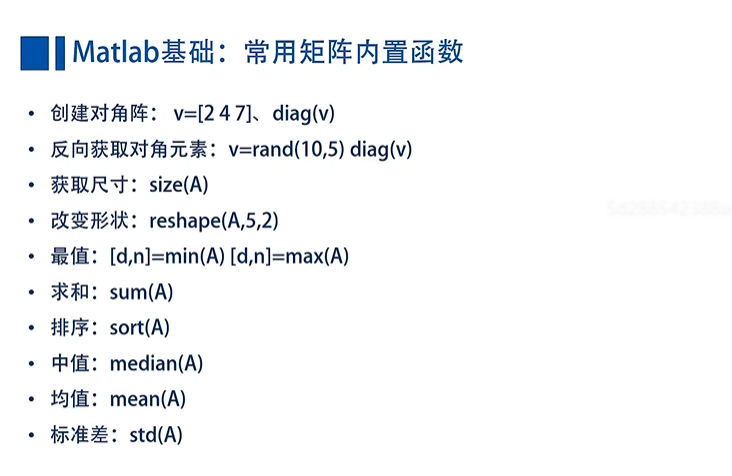 Matlab基础：常用矩阵内置函数
• 创建对角阵： v=[2 4 7]、diag(v)
• 反向获取对角元素：v=rand(10,5) diag(v)
• 获取尺寸：size(A)
• 改变形状：reshape(A,5,2)
• 最值：[d,n]=min(A) [d,n]=max(A)
• 求和：sum(A)
• 排序：sort(A)
• 中值：median(A)
• 均值：mean(A)
• 标准差：std(A)